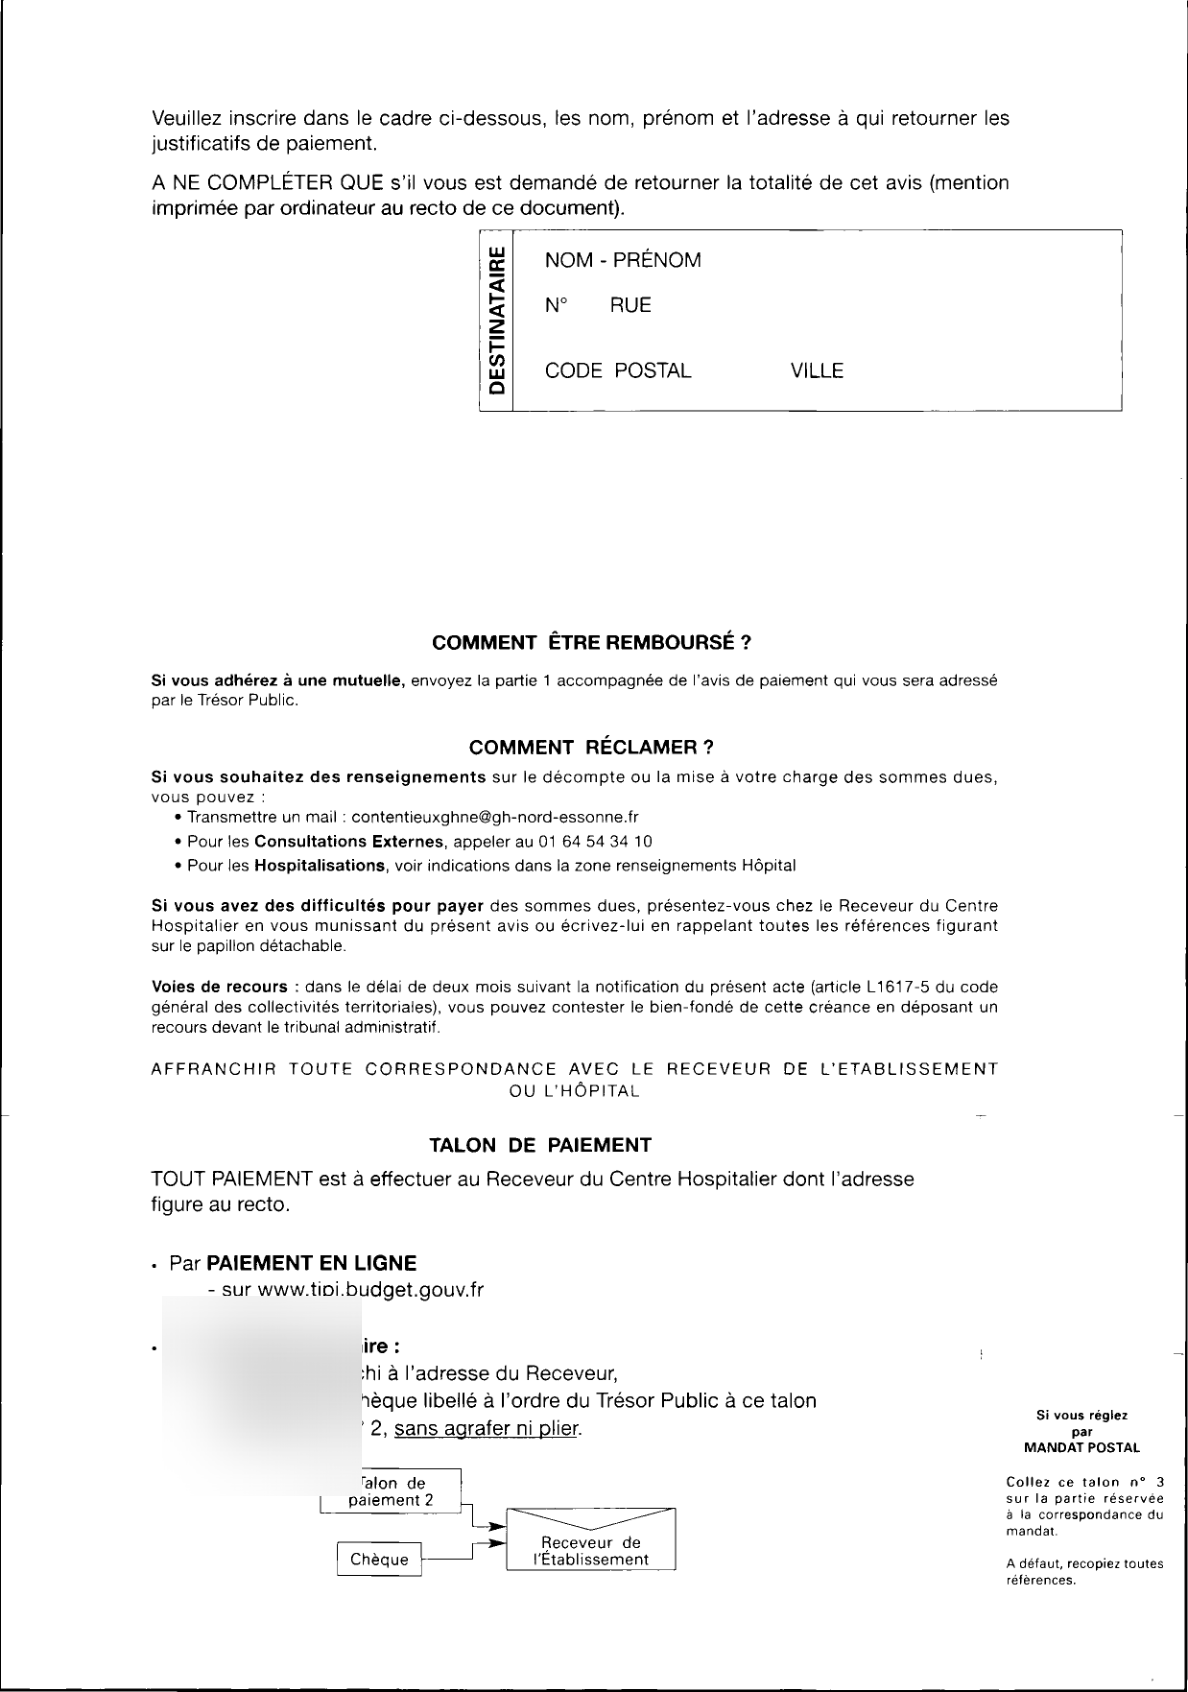 Veuillez inscrire dans le cadre ci-dessous, les nom, prénom et l'adresse à qui retourner les
justificatifs de paiement.
A NE COMPLÉTER QUE s'il vous est demandé de retourner la totalité de cet avis (mention
imprimée par ordinateur au recto de ce document).
DESTINATAIRE
NOM - PRÉNOM
N° RUE
CODE POSTAL VILLE
COMMENT ÊTRE REMBOURSÉ ?
Si vous adhérez à une mutuelle, envoyez la partie 1 accompagnée de l'avis de paiement qui vous sera adressé
par le Trésor Public.
COMMENT RÉCLAMER ?
Si vous souhaitez des renseignements sur le décompte ou la mise à votre charge des sommes dues,
vous pouvez :
• Transmettre un mail : contentieuxghne@gh-nord-essonne.fr
• Pour les Consultations Externes, appeler au 01 64 54 34 10
• Pour les Hospitalisations, voir indications dans la zone renseignements Hôpital
Si vous avez des difficultés pour payer des sommes dues, présentez-vous chez le Receveur du Centre
Hospitalier en vous munissant du présent avis ou écrivez-lui en rappelant toutes les références figurant
sur le papillon détachable.
Voies de recours : dans le délai de deux mois suivant la notification du présent acte (article L1617-5 du code
général des collectivités territoriales), vous pouvez contester le bien-fondé de cette créance en déposant un
recours devant le tribunal administratif.
AFFRANCHIR TOUTE CORRESPONDANCE AVEC LE RECEVEUR DE L'ETABLISSEMENT
OU L'HÔPITAL
TALON DE PAIEMENT
TOUT PAIEMENT est à effectuer au Receveur du Centre Hospitalier dont l'adresse
figure au recto.
• Par PAIEMENT EN LIGNE
- sur www.tipi.budget.gouv.fr
• ire :
hi à l'adresse du Receveur,
hèque libellé à l'ordre du Trésor Public à ce talon
° 2, sans agrafer ni plier.
Talon de
paiement 2
Chèque
Receveur de
l'Établissement
Si vous réglez
par
MANDAT POSTAL
Collez ce talon n° 3
sur la partie réservée
à la correspondance du
mandat.
A défaut, recopiez toutes
réfèrences.